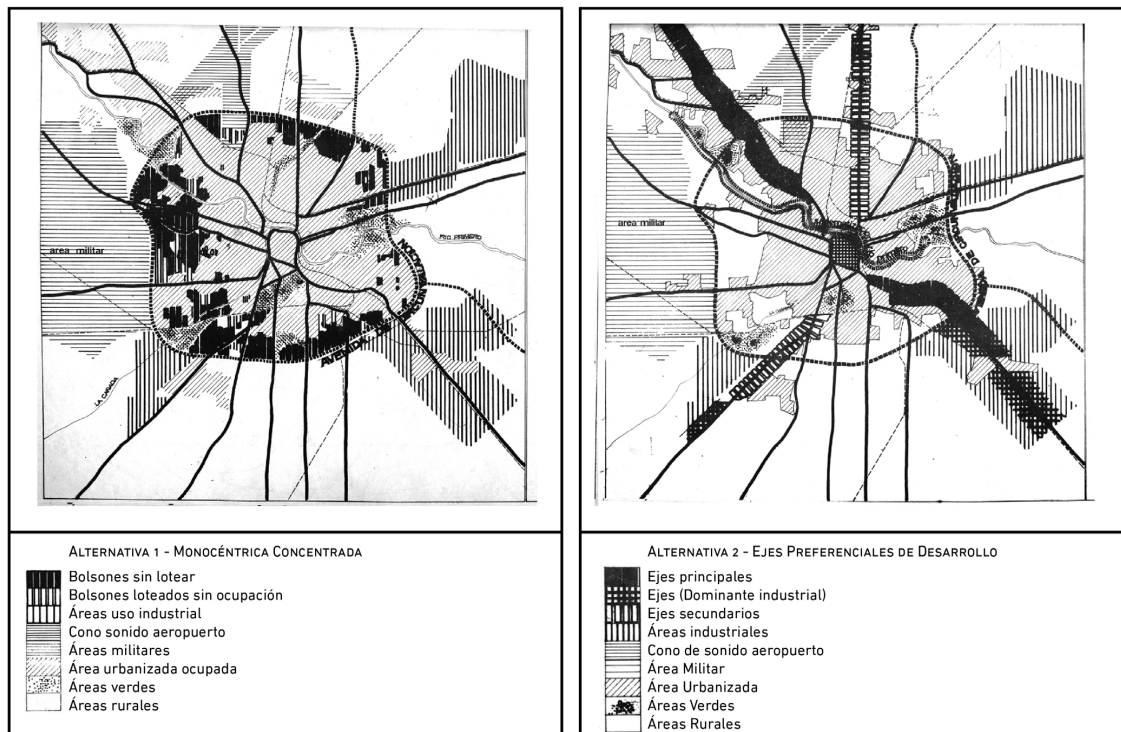 area militar
RIO PRIMERO
AVENIDA DE CIRCUNVALACION
LA CAÑADA
ALTERNATIVA 1 - MONOCÉNTRICA CONCENTRADA
Bolsones sin lotear
Bolsones loteados sin ocupación
Áreas uso industrial
Cono sonido aeropuerto
Áreas militares
Área urbanizada ocupada
Áreas verdes
Áreas rurales
area militar
ALTERNATIVA 2 - EJES PREFERENCIALES DE DESARROLLO
Ejes principales
Ejes (Dominante industrial)
Ejes secundarios
Áreas industriales
Cono de sonido aeropuerto
Área Militar
Área Urbanizada
Áreas Verdes
Áreas Rurales